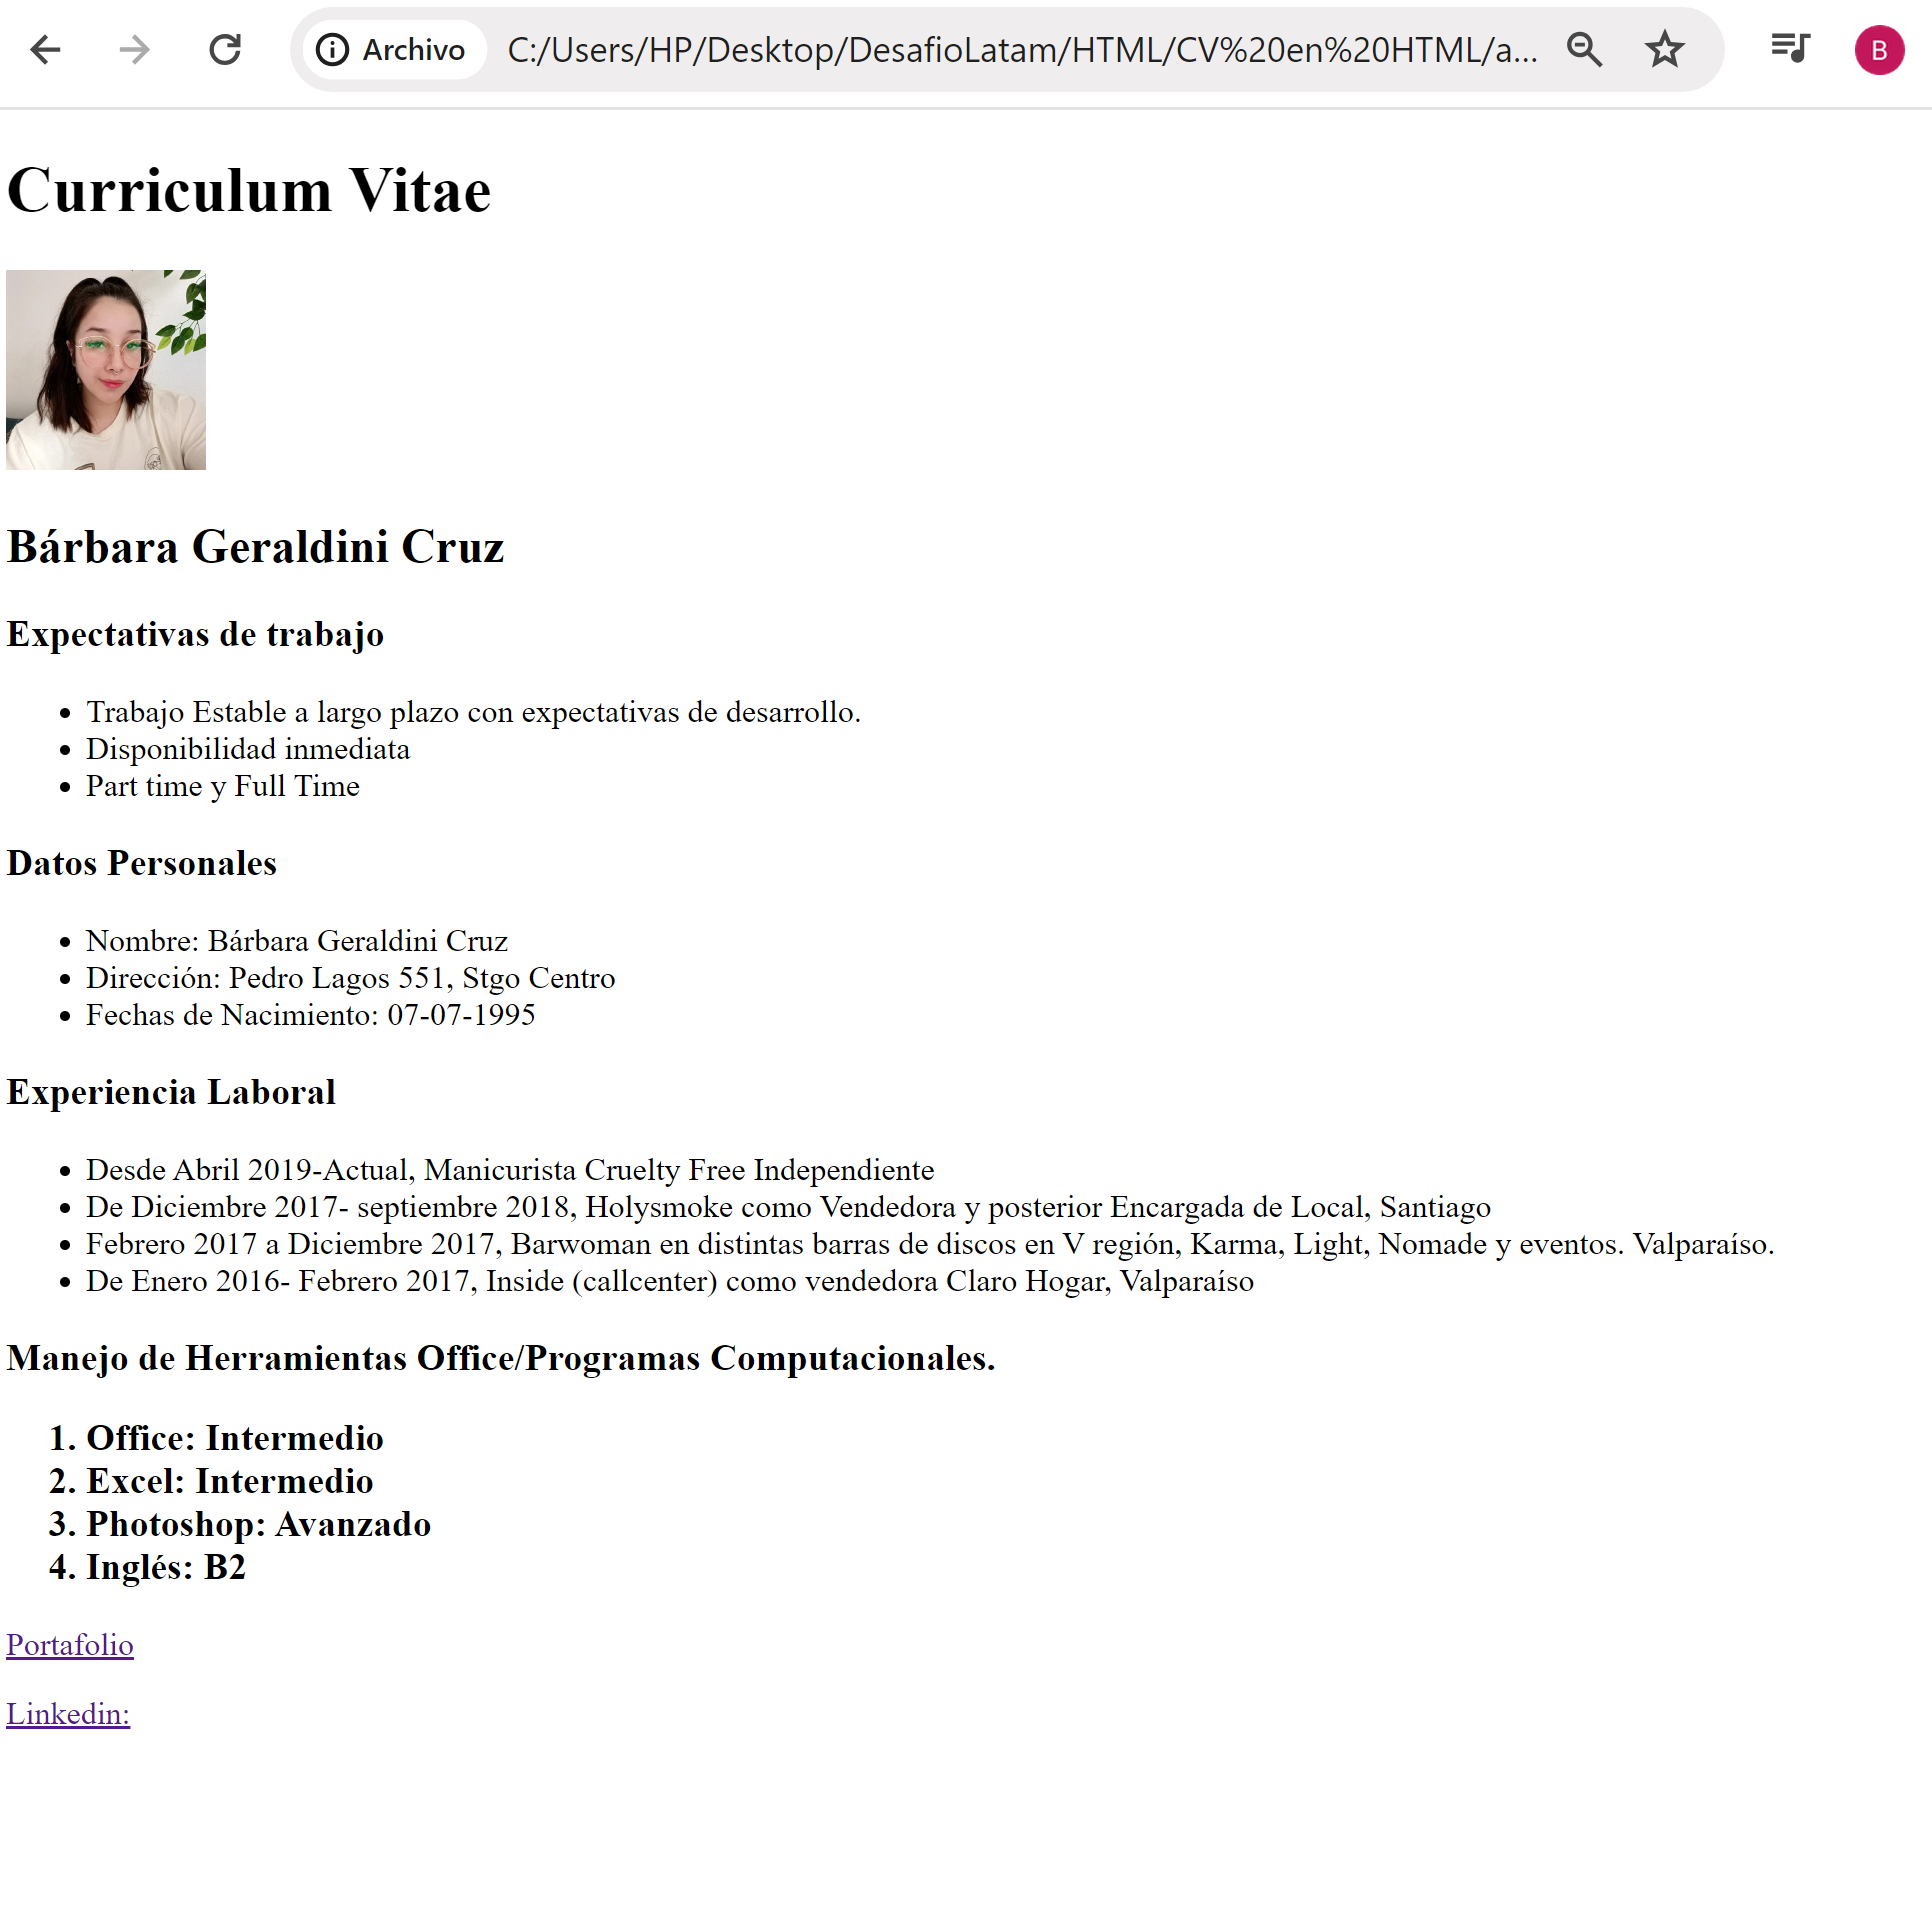 Archivo C:/Users/HP/Desktop/DesafioLatam/HTML/CV%20en%20HTML/a... B
Curriculum Vitae
Bárbara Geraldini Cruz
Expectativas de trabajo
• Trabajo Estable a largo plazo con expectativas de desarrollo.
• Disponibilidad inmediata
• Part time y Full Time
Datos Personales
• Nombre: Bárbara Geraldini Cruz
• Dirección: Pedro Lagos 551, Stgo Centro
• Fechas de Nacimiento: 07-07-1995
Experiencia Laboral
• Desde Abril 2019-Actual, Manicurista Cruelty Free Independiente
• De Diciembre 2017- septiembre 2018, Holysmoke como Vendedora y posterior Encargada de Local, Santiago
• Febrero 2017 a Diciembre 2017, Barwoman en distintas barras de discos en V región, Karma, Light, Nomade y eventos. Valparaíso.
• De Enero 2016- Febrero 2017, Inside (callcenter) como vendedora Claro Hogar, Valparaíso
Manejo de Herramientas Office/Programas Computacionales.
1. Office: Intermedio
2. Excel: Intermedio
3. Photoshop: Avanzado
4. Inglés: B2
Portafolio
Linkedin: